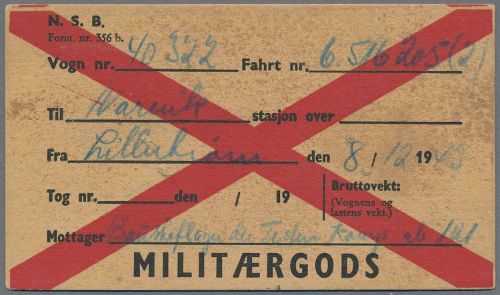 N. S. B.
Form. nr. 356 b.
Vogn nr. 40322 Fahrt nr. 6.516205(2)
Til Narvik stasjon over
Fra den 8/12 1943
Tog nr. den / 19 Bruttovekt:
(Vognens og
lastens vekt.)
Mottager
MILITÆRGODS